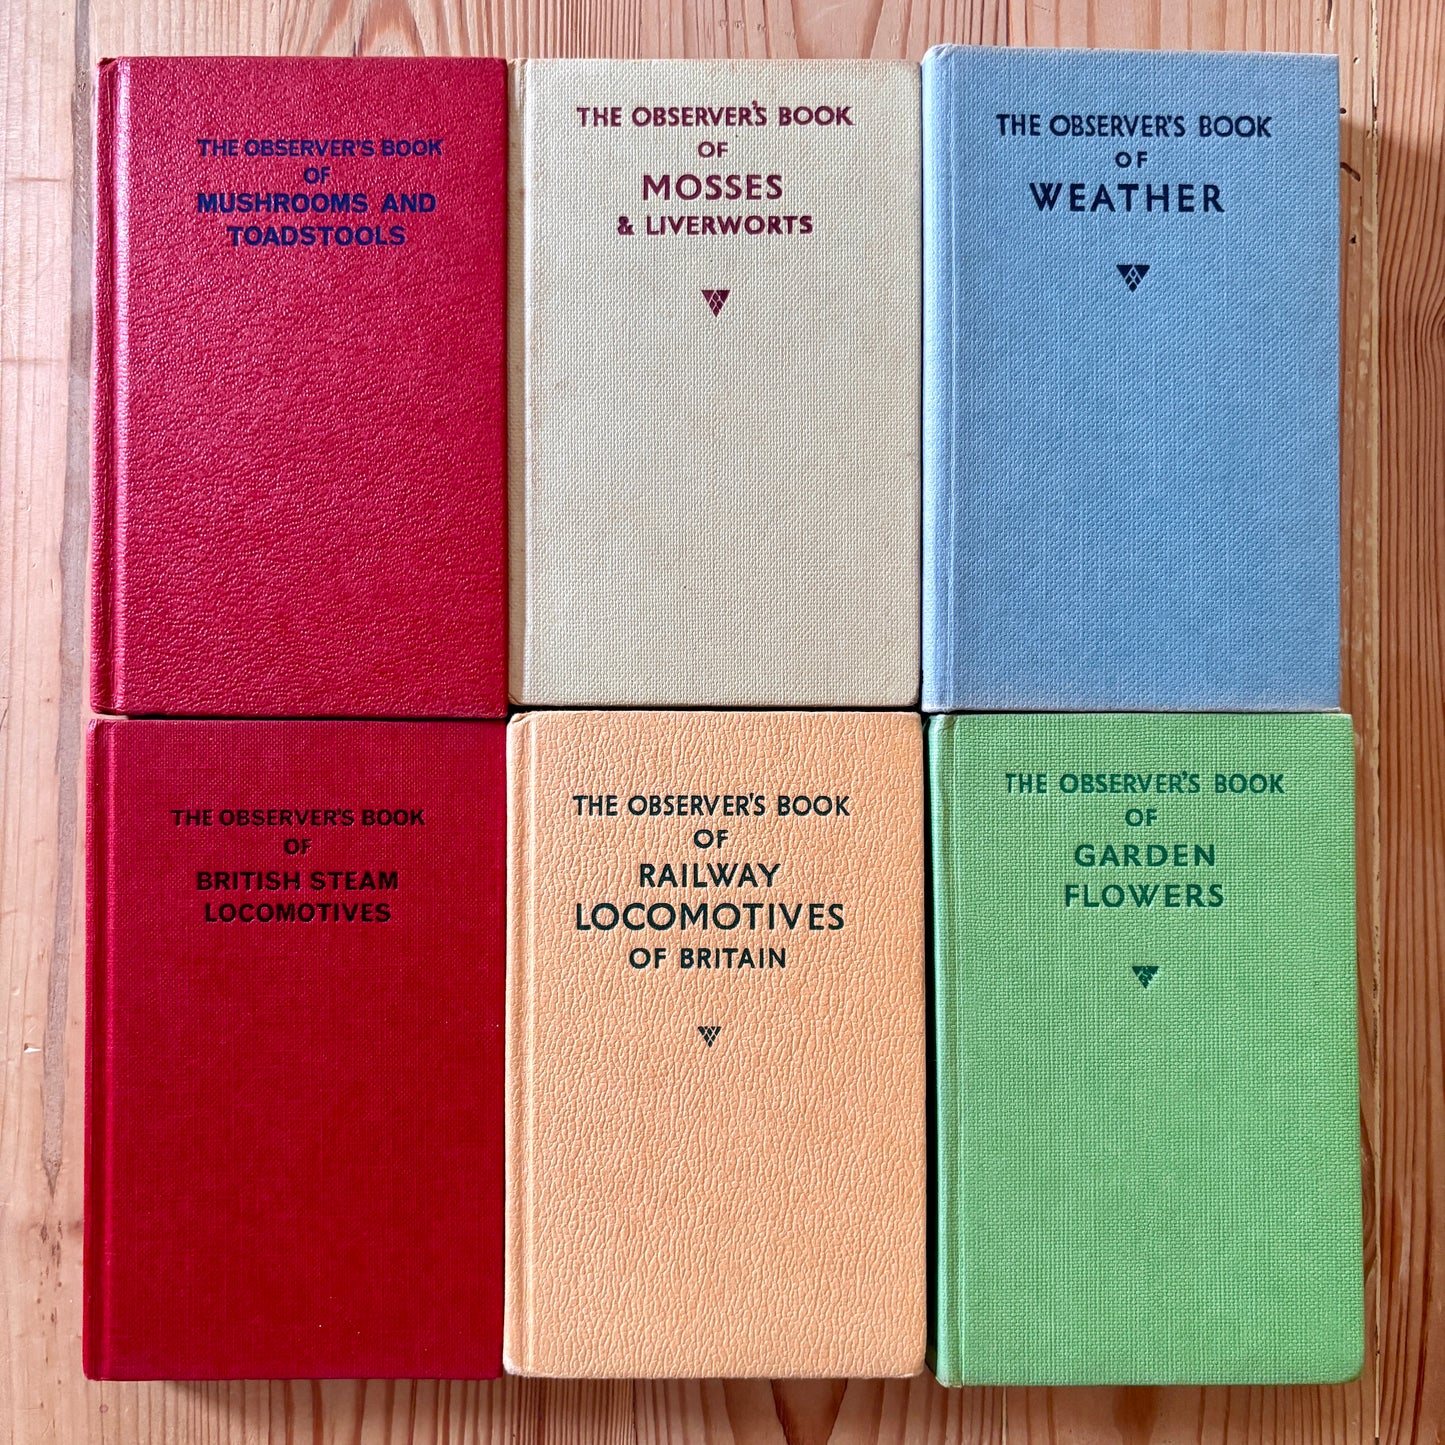 THE OBSERVER'S BOOK
OF
MUSHROOMS AND
TOADSTOOLS
THE OBSERVER'S BOOK
OF
MOSSES
& LIVERWORTS
THE OBSERVER'S BOOK
OF
WEATHER
THE OBSERVER'S BOOK
OF
BRITISH STEAM
LOCOMOTIVES
THE OBSERVER'S BOOK
OF
RAILWAY
LOCOMOTIVES
OF BRITAIN
THE OBSERVER'S BOOK
OF
GARDEN
FLOWERS